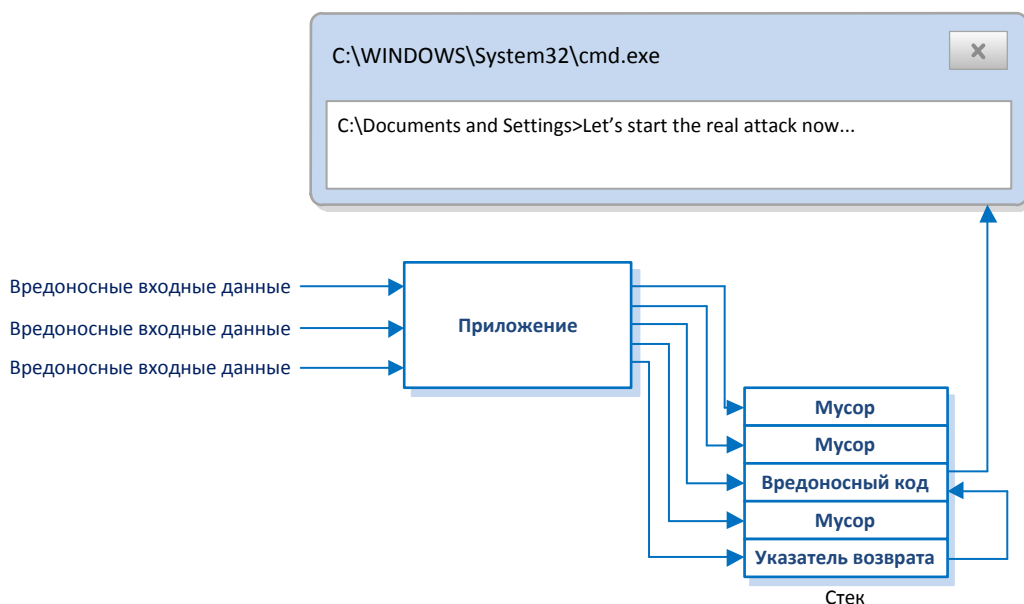 C:\WINDOWS\System32\cmd.exe
C:\Documents and Settings>Let’s start the real attack now...
Вредоносные входные данные
Вредоносные входные данные
Вредоносные входные данные
Приложение
Мусор
Мусор
Вредоносный код
Мусор
Указатель возврата
Стек